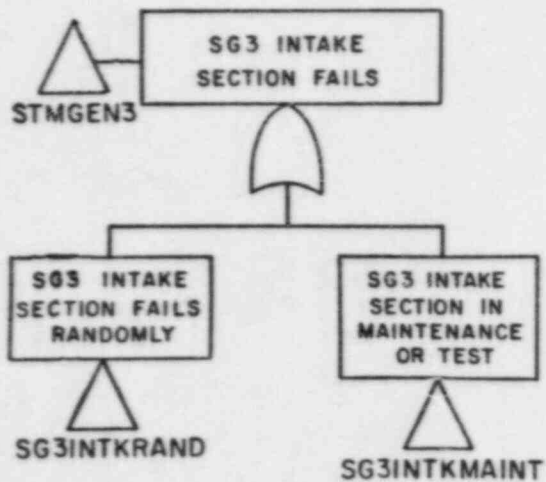 SG3 INTAKE
SECTION FAILS
STMGEN3
SG3 INTAKE
SECTION FAILS
RANDOMLY
SG3INTKRAND
SG3 INTAKE
SECTION IN
MAINTENANCE
OR TEST
SG3INTKMAINT